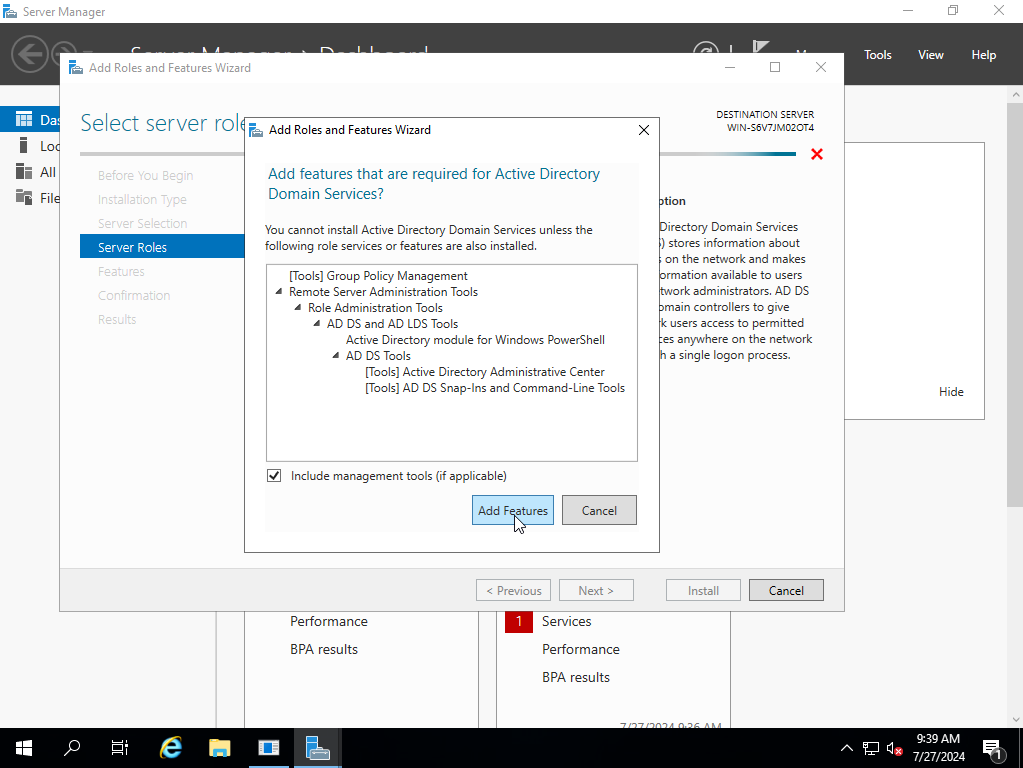 Server Manager
Server Manager › Dashboard
Tools
View
Help
Add Roles and Features Wizard
Select server role
DESTINATION SERVER
WIN-S6V7JM02OT4
Before You Begin
Installation Type
Server Selection
Server Roles
Features
Confirmation
Results
Add Roles and Features Wizard
Add features that are required for Active Directory
Domain Services?
You cannot install Active Directory Domain Services unless the
following role services or features are also installed.
[Tools] Group Policy Management
Remote Server Administration Tools
Role Administration Tools
AD DS and AD LDS Tools
Active Directory module for Windows PowerShell
AD DS Tools
[Tools] Active Directory Administrative Center
[Tools] AD DS Snap-Ins and Command-Line Tools
Include management tools (if applicable)
Add Features
Cancel
ption
Directory Domain Services
) stores information about
s on the network and makes
ormation available to users
twork administrators. AD DS
omain controllers to give
k users access to permitted
ces anywhere on the network
h a single logon process.
Hide
< Previous
Next >
Install
Cancel
Das
Loc
All
File
Performance
BPA results
1 Services
Performance
BPA results
7/27/2024 9:36 AM
9:39 AM
7/27/2024
1